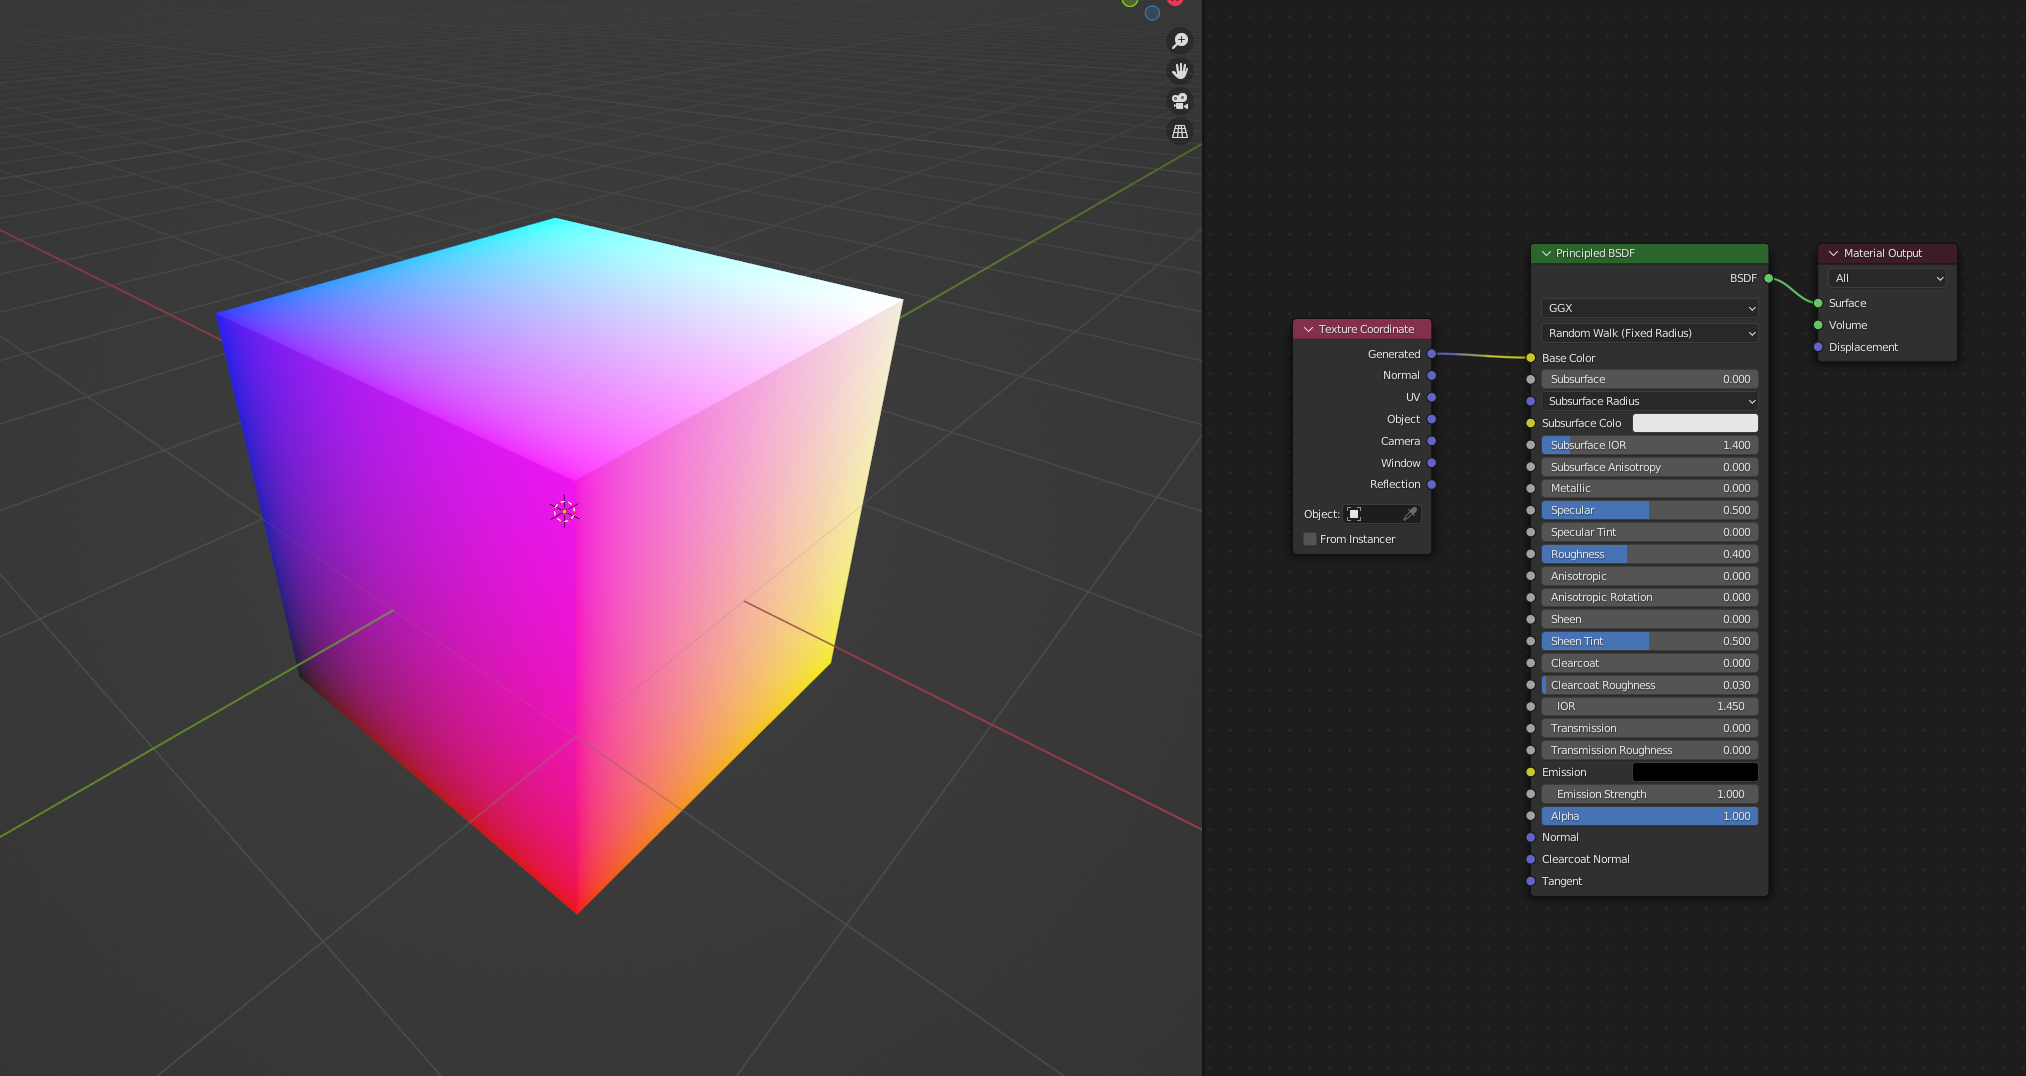 Texture Coordinate
Generated
Normal
UV
Object
Camera
Window
Reflection
Object:
From Instancer
Principled BSDF
BSDF
GGX
Random Walk (Fixed Radius)
Base Color
Subsurface 0.000
Subsurface Radius
Subsurface Colo
Subsurface IOR 1.400
Subsurface Anisotropy 0.000
Metallic 0.000
Specular 0.500
Specular Tint 0.000
Roughness 0.400
Anisotropic 0.000
Anisotropic Rotation 0.000
Sheen 0.000
Sheen Tint 0.500
Clearcoat 0.000
Clearcoat Roughness 0.030
IOR 1.450
Transmission 0.000
Transmission Roughness 0.000
Emission
Emission Strength 1.000
Alpha 1.000
Normal
Clearcoat Normal
Tangent
Material Output
All
Surface
Volume
Displacement